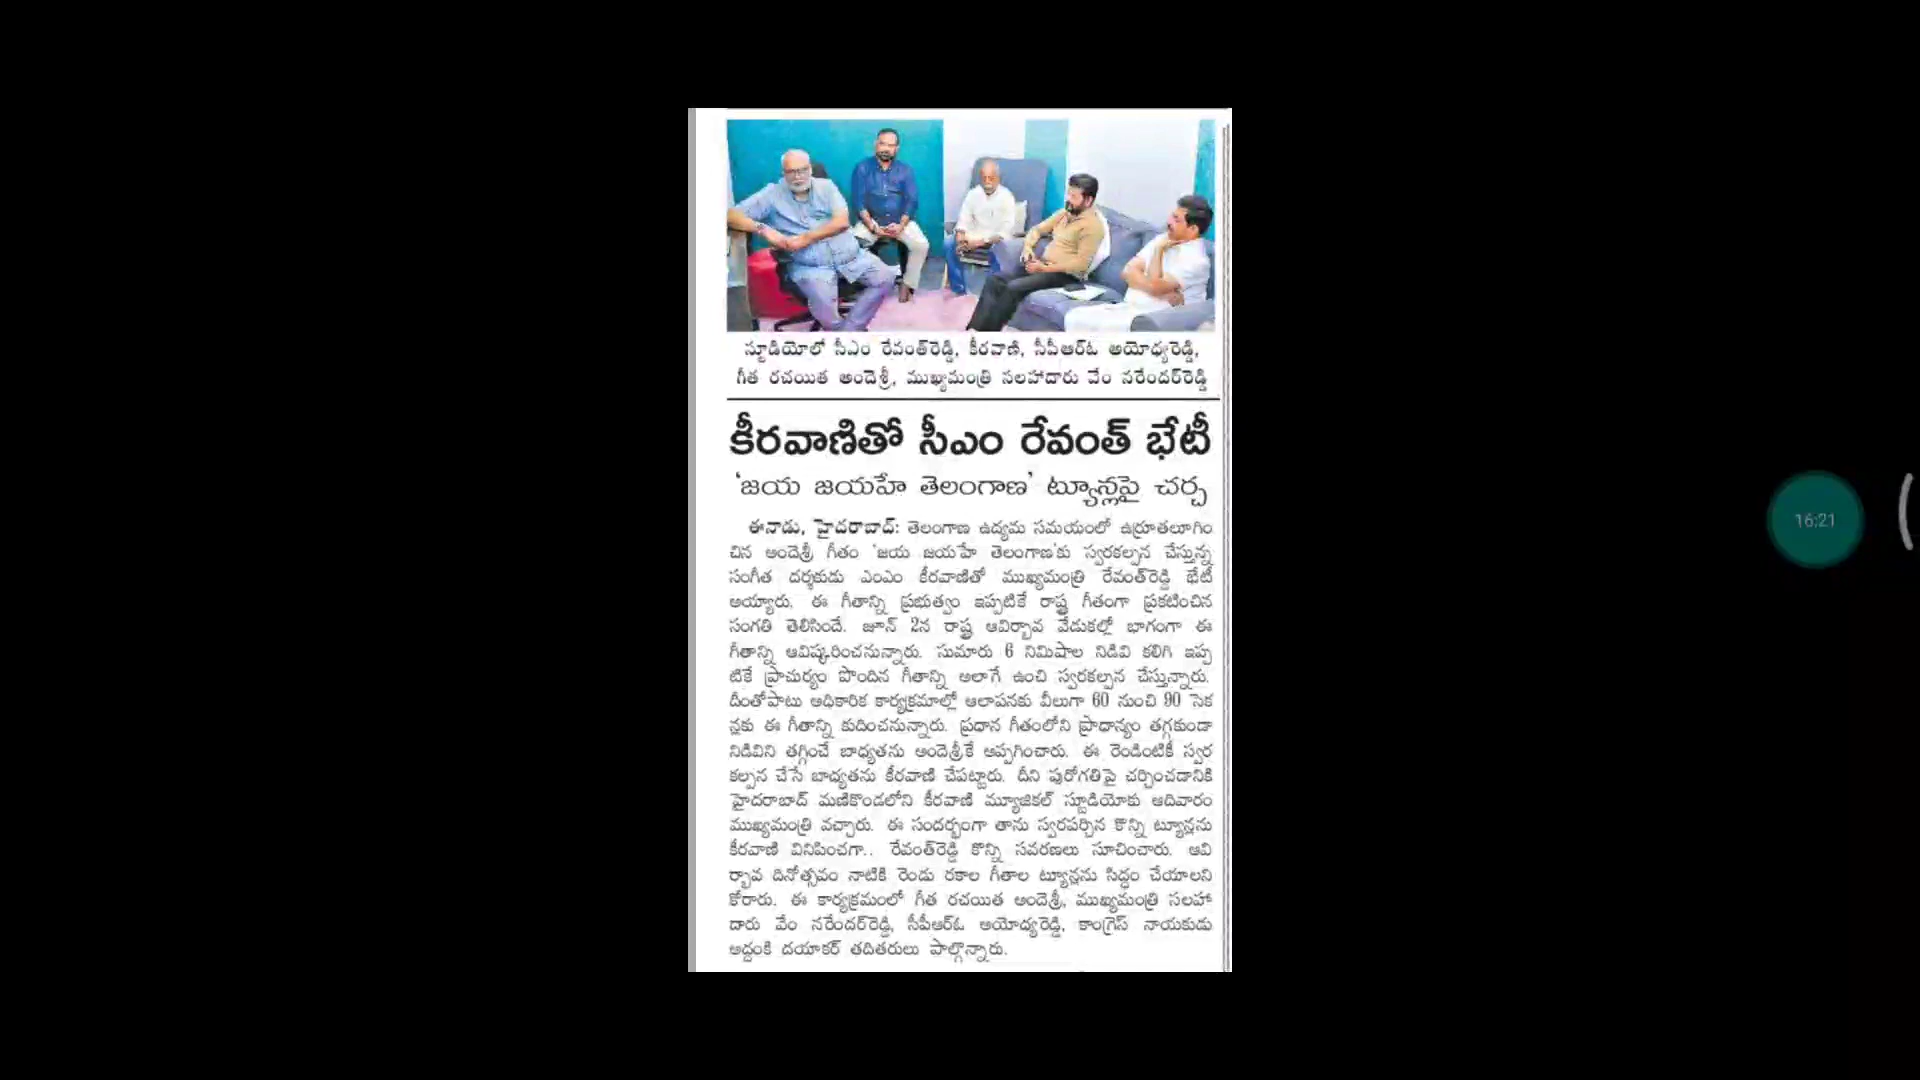 స్టూడియోలో సీఎం రేవంత్‌రెడ్డి, కీరవాణి, సీపీఆర్ఓ అయోధ్యరెడ్డి,
గీత రచయిత అందెశ్రీ, ముఖ్యమంత్రి సలహాదారు వేం నరేందర్‌రెడ్డి
కీరవాణితో సీఎం రేవంత్ భేటీ
‘జయ జయహే తెలంగాణ’ ట్యూన్లపై చర్చ
ఈనాడు, హైదరాబాద్: తెలంగాణ ఉద్యమ సమయంలో ఉర్రూతలూగిం
చిన అందెశ్రీ గీతం ‘జయ జయహే తెలంగాణ’కు స్వరకల్పన చేస్తున్న
సంగీత దర్శకుడు ఎంఎం కీరవాణితో ముఖ్యమంత్రి రేవంత్‌రెడ్డి భేటీ
అయ్యారు. ఈ గీతాన్ని ప్రభుత్వం ఇప్పటికే రాష్ట్ర గీతంగా ప్రకటించిన
సంగతి తెలిసిందే. జూన్ 2న రాష్ట్ర ఆవిర్భావ వేడుకల్లో భాగంగా ఈ
గీతాన్ని ఆవిష్కరించనున్నారు. సుమారు 6 నిమిషాల నిడివి కలిగి ఇప్ప
టికే ప్రాచుర్యం పొందిన గీతాన్ని అలాగే ఉంచి స్వరకల్పన చేస్తున్నారు.
దీంతోపాటు అధికారిక కార్యక్రమాల్లో ఆలాపనకు వీలుగా 60 నుంచి 90 సెక
న్లకు ఈ గీతాన్ని కుదించనున్నారు. ప్రధాన గీతంలోని ప్రాధాన్యం తగ్గకుండా
నిడివిని తగ్గించే బాధ్యతను అందెశ్రీకే అప్పగించారు. ఈ రెండింటికీ స్వర
కల్పన చేసే బాధ్యతను కీరవాణి చేపట్టారు. దీని పురోగతిపై చర్చించడానికి
హైదరాబాద్ మణికొండలోని కీరవాణి మ్యూజికల్ స్టూడియోకు ఆదివారం
ముఖ్యమంత్రి వచ్చారు. ఈ సందర్భంగా తాను స్వరపర్చిన కొన్ని ట్యూన్లను
కీరవాణి వినిపించగా.. రేవంత్‌రెడ్డి కొన్ని సవరణలు సూచించారు. ఆవి
ర్భావ దినోత్సవం నాటికి రెండు రకాల గీతాల ట్యూన్లను సిద్ధం చేయాలని
కోరారు. ఈ కార్యక్రమంలో గీత రచయిత అందెశ్రీ, ముఖ్యమంత్రి సలహా
దారు వేం నరేందర్‌రెడ్డి, సీపీఆర్ఓ అయోధ్యరెడ్డి, కాంగ్రెస్ నాయకుడు
అద్దంకి దయాకర్ తదితరులు పాల్గొన్నారు.
16:21